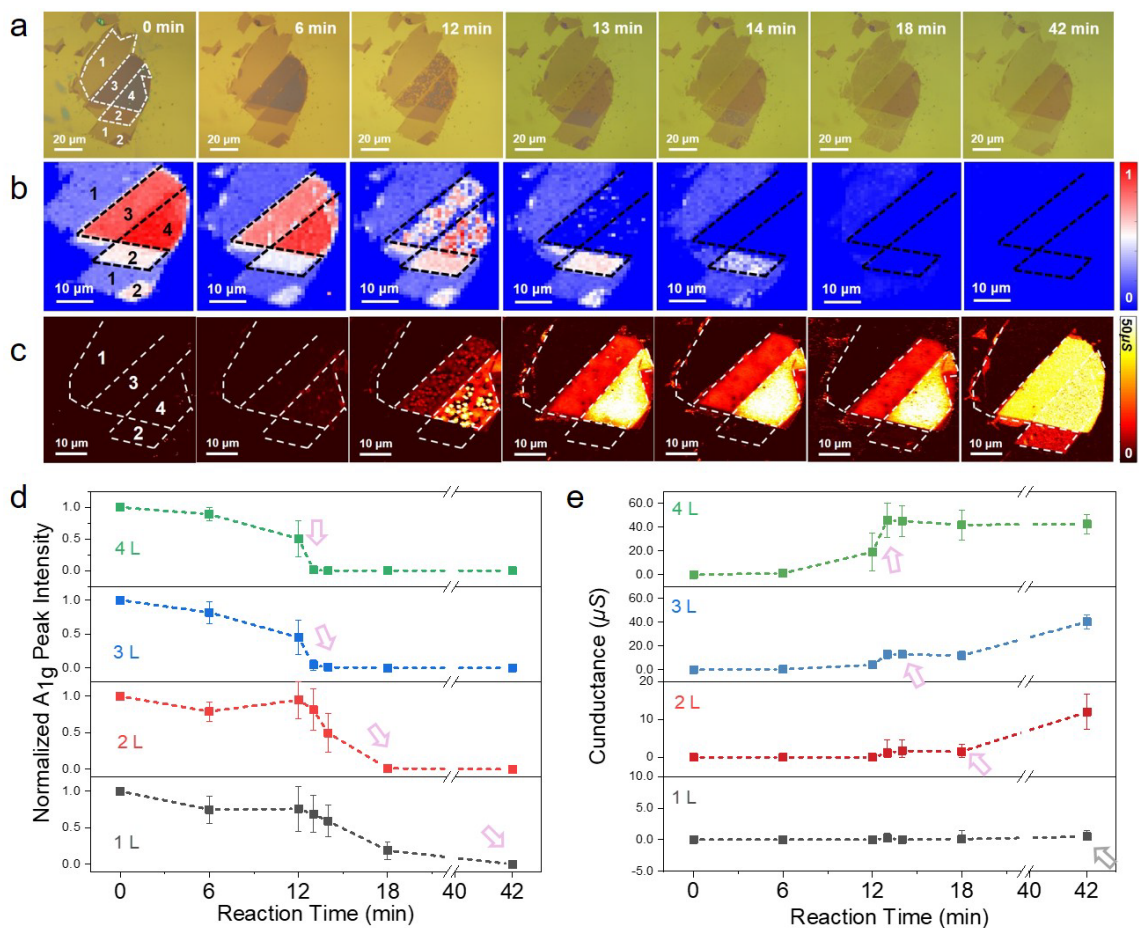 a
0 min
6 min
12 min
13 min
14 min
18 min
42 min
1
3
4
2
1
2
20 µm
20 µm
20 µm
20 µm
20 µm
20 µm
20 µm
b
1
3
4
2
1
2
10 µm
10 µm
10 µm
10 µm
10 µm
10 µm
10 µm
1
0
c
1
3
4
2
10 µm
10 µm
10 µm
10 µm
10 µm
10 µm
10 µm
50µS
0
d
Normalized A1g Peak Intensity
1.0
0.5
0.0
4 L
1.0
0.5
0.0
3 L
1.0
0.5
0.0
2 L
1.0
0.5
0.0
1 L
0 6 12 18 40 42
Reaction Time (min)
e
Cunductance (µS)
4 L
60.0
40.0
20.0
0.0
3 L
60.0
40.0
20.0
0.0
20
2 L
10
0
10.0
1 L
5.0
0.0
-5.0
0 6 12 18 40 42
Reaction Time (min)